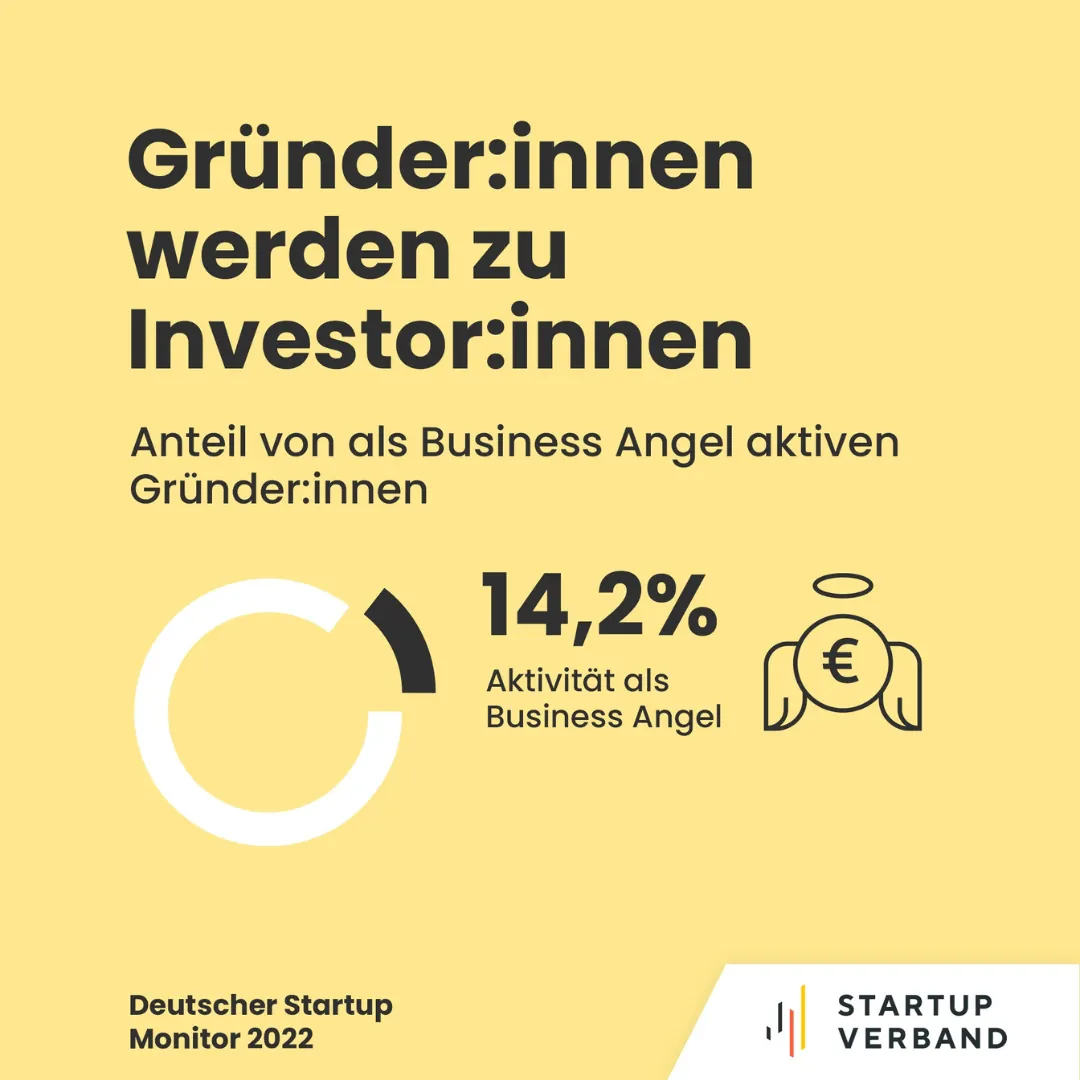 Gründer:innen
werden zu
Investor:innen
Anteil von als Business Angel aktiven
Gründer:innen
14,2%
Aktivität als
Business Angel
€
Deutscher Startup
Monitor 2022
STARTUP
VERBAND